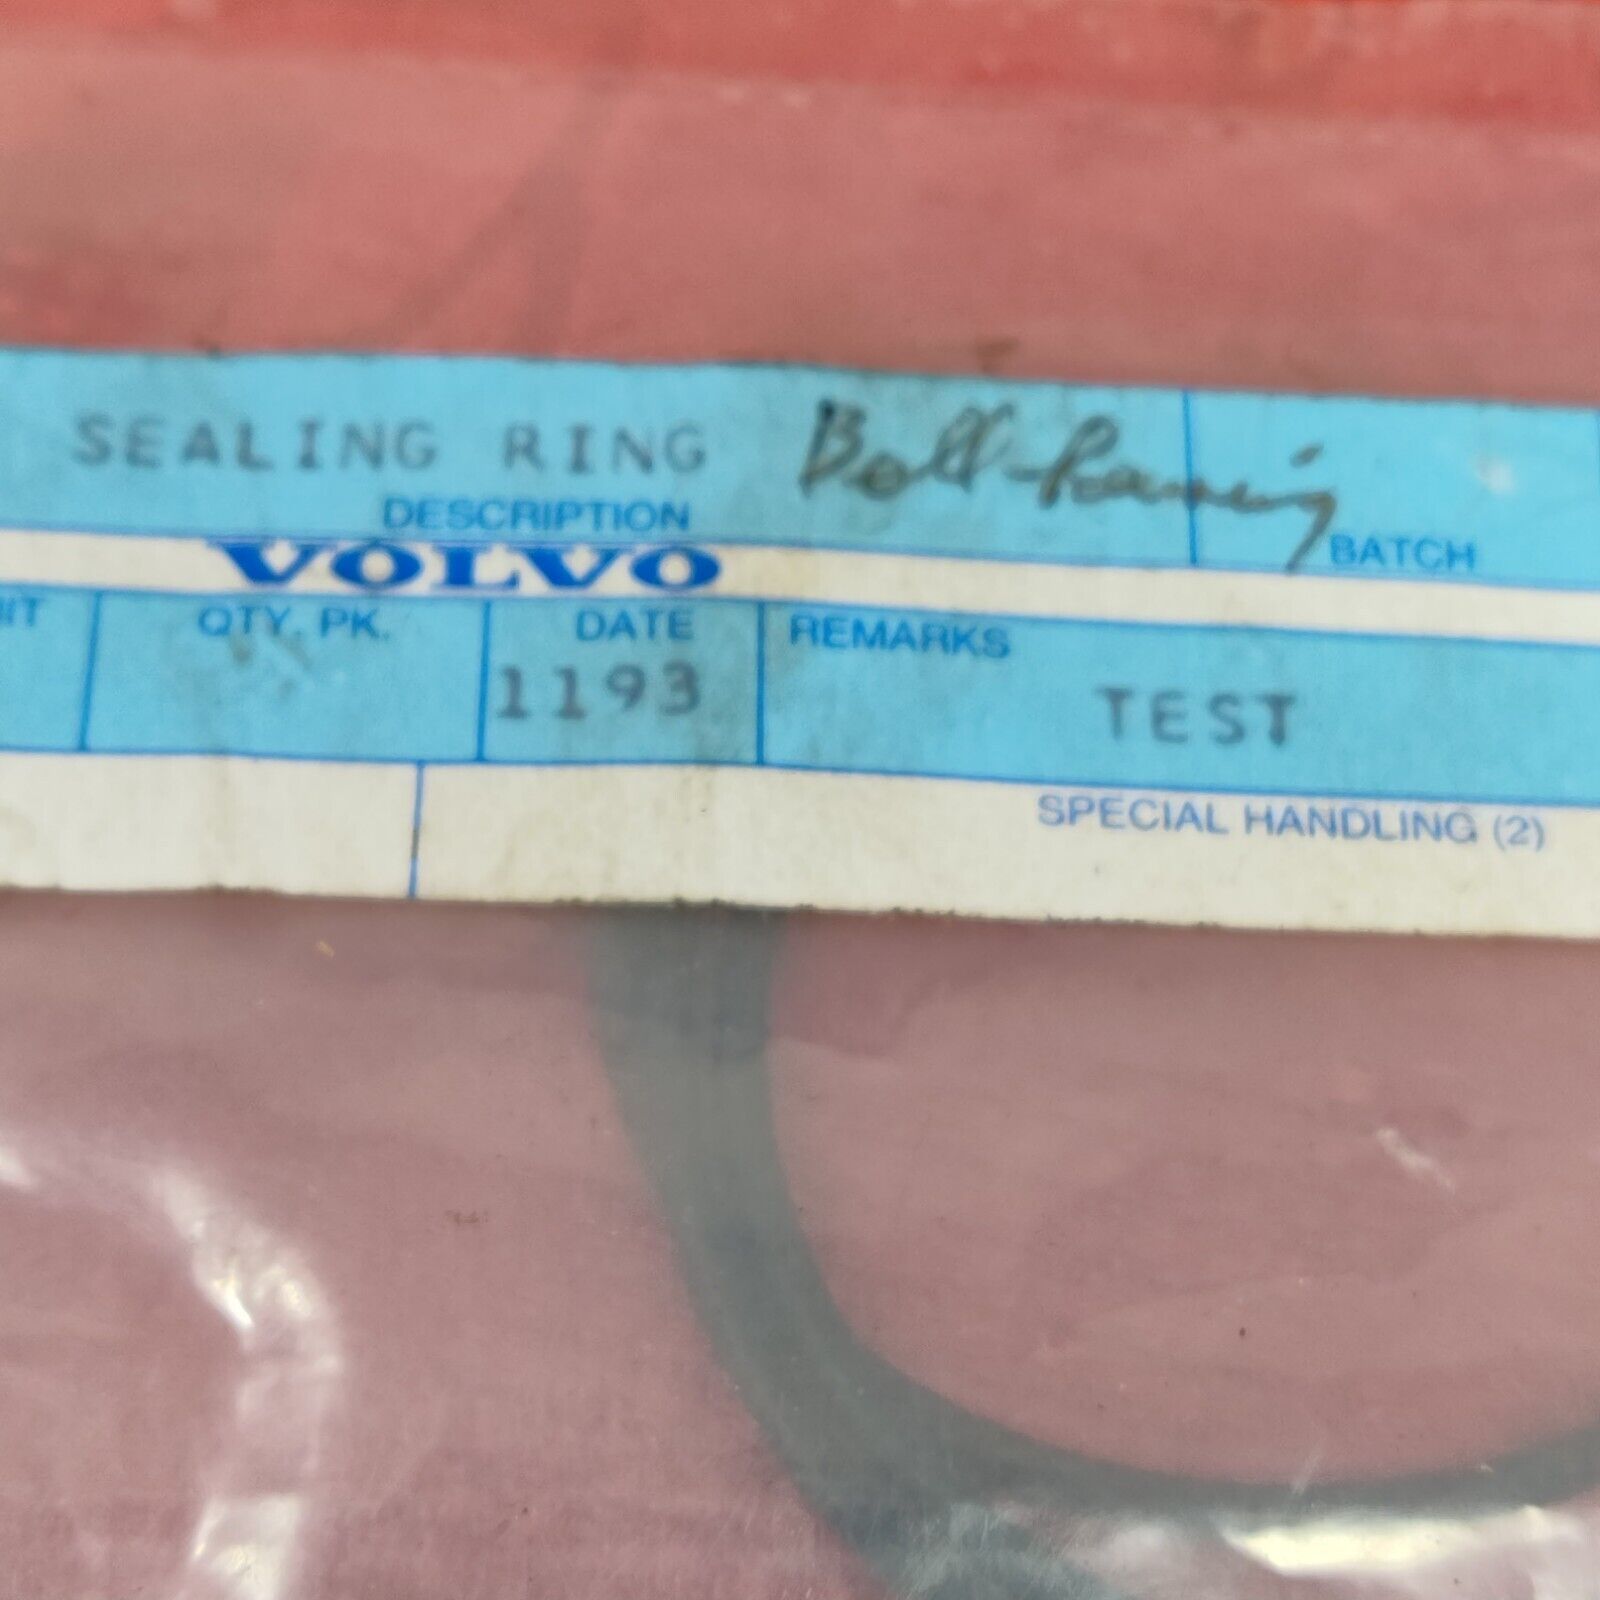 SEALING RING
DESCRIPTION
BATCH
VOLVO
QTY. PK.
DATE
REMARKS
1193
TEST
SPECIAL HANDLING (2)